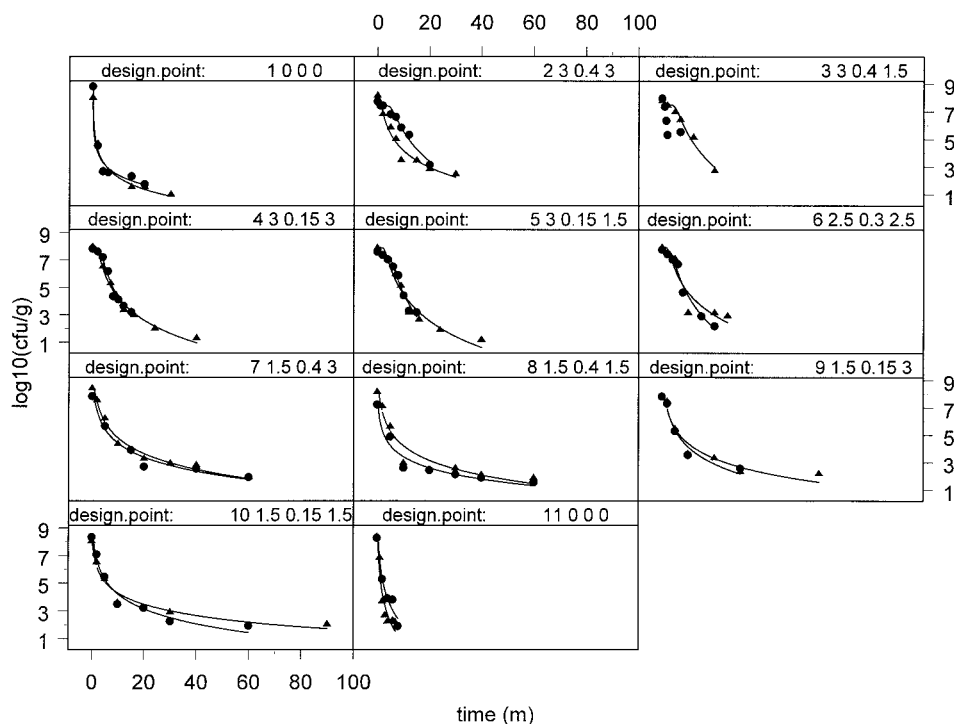 0 20 40 60 80 100
design.point: 1 0 0 0
design.point: 2 3 0.4 3
design.point: 3 3 0.4 1.5
9
7
5
3
1
design.point: 4 3 0.15 3
design.point: 5 3 0.15 1.5
design.point: 6 2.5 0.3 2.5
9
7
5
3
1
log10(cfu/g)
design.point: 7 1.5 0.4 3
design.point: 8 1.5 0.4 1.5
design.point: 9 1.5 0.15 3
9
7
5
3
1
design.point: 10 1.5 0.15 1.5
design.point: 11 0 0 0
9
7
5
3
1
0 20 40 60 80 100
time (m)